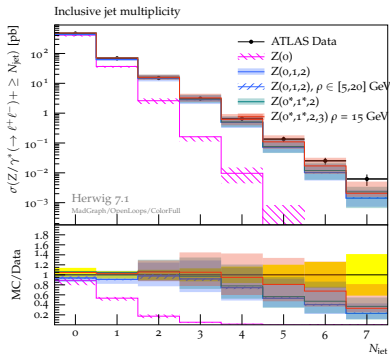 Inclusive jet multiplicity
σ(Z/γ* (→ ℓ+ℓ−)+ ≥ N_jet) [pb]
10^2
10^1
1
10^−1
10^−2
10^−3
ATLAS Data
Z(0)
Z(0,1,2)
Z(0,1,2), ρ ∈ [5,20] GeV
Z(0*,1*,2)
Z(0*,1*,2,3) ρ = 15 GeV
Herwig 7.1
MadGraph/OpenLoops/ColorFull
MC/Data
1.8
1.6
1.4
1.2
1
0.8
0.6
0.4
0.2
0 1 2 3 4 5 6 7
N_jet